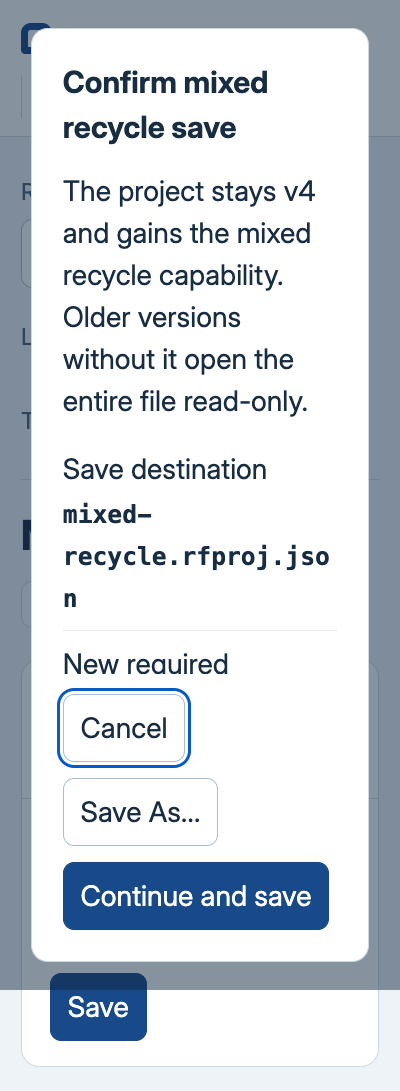 Confirm mixed
recycle save
The project stays v4
and gains the mixed
recycle capability.
Older versions
without it open the
entire file read-only.
Save destination
mixed-
recycle.rfproj.jso
n
New required
Cancel
Save As...
Continue and save
Save